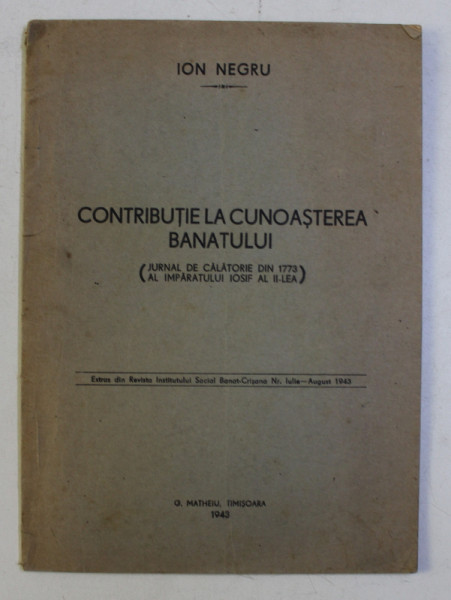 ION NEGRU
CONTRIBUȚIE LA CUNOAȘTEREA
BANATULUI
(JURNAL DE CĂLĂTORIE DIN 1773
AL IMPĂRATULUI IOSIF AL II-LEA)
Extras din Revista Institutului Social Banat-Crișana Nr. Iulie—August 1943
G. MATHEIU, TIMIȘOARA
1943